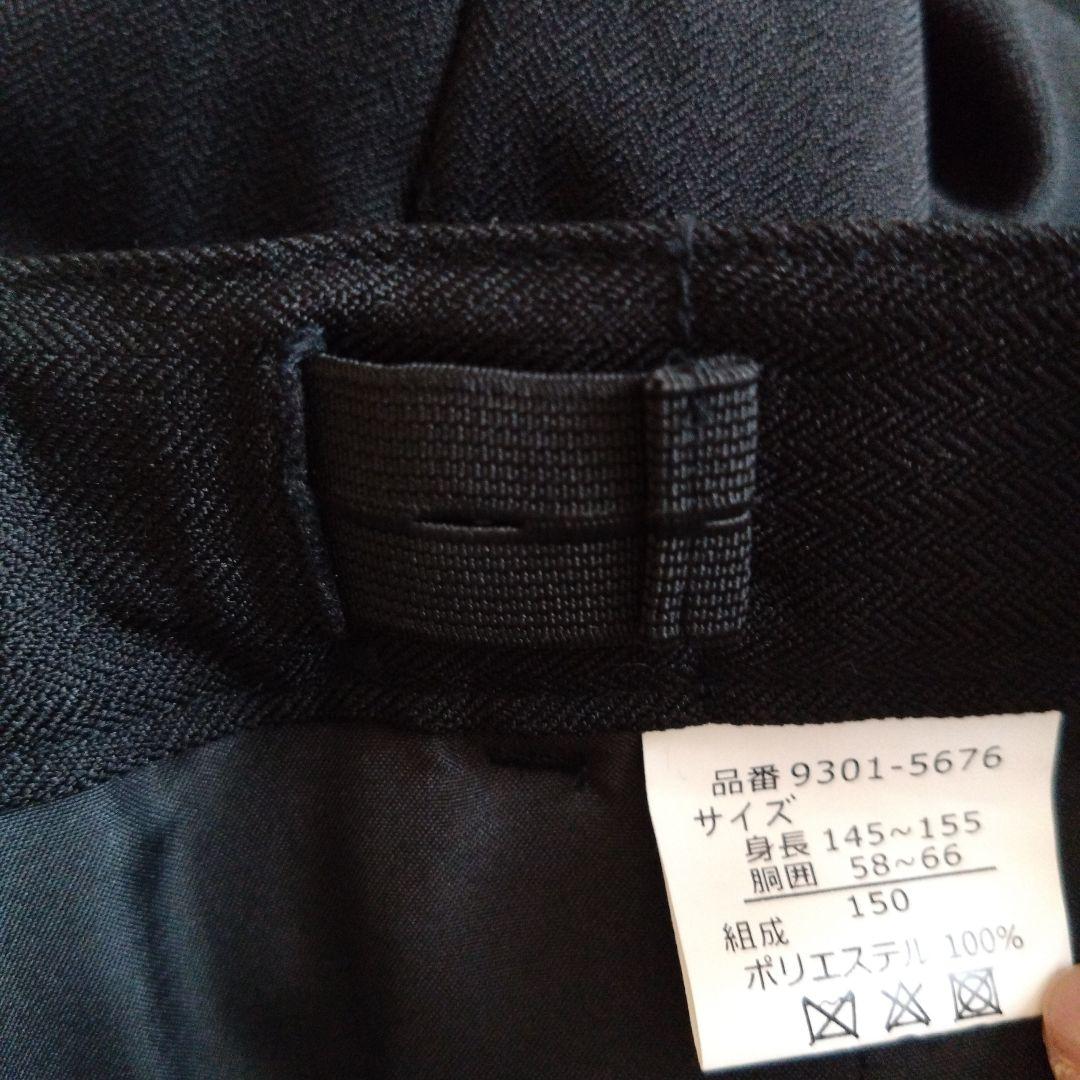 品番 9301-5676
サイズ
身長 145~155
胴囲 58~66
150
組成
ポリエステル 100%